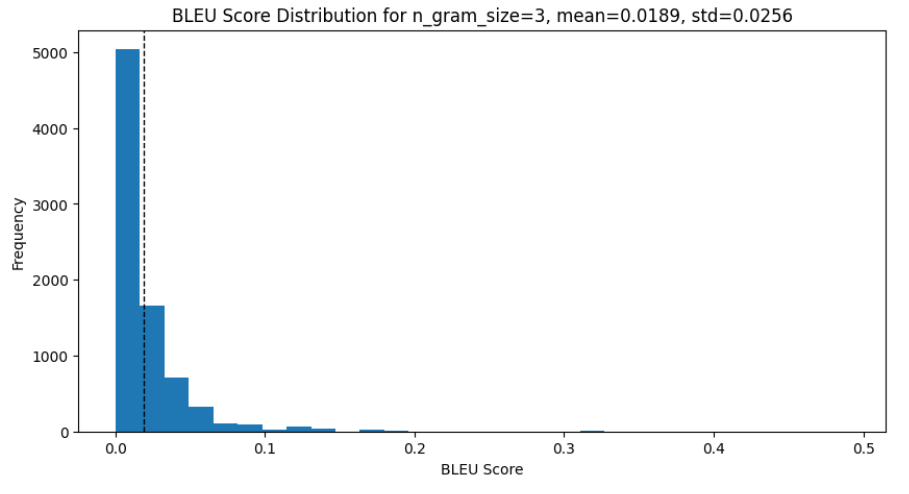 BLEU Score Distribution for n_gram_size=3, mean=0.0189, std=0.0256
5000
4000
3000
2000
1000
0
Frequency
0.0 0.1 0.2 0.3 0.4 0.5
BLEU Score